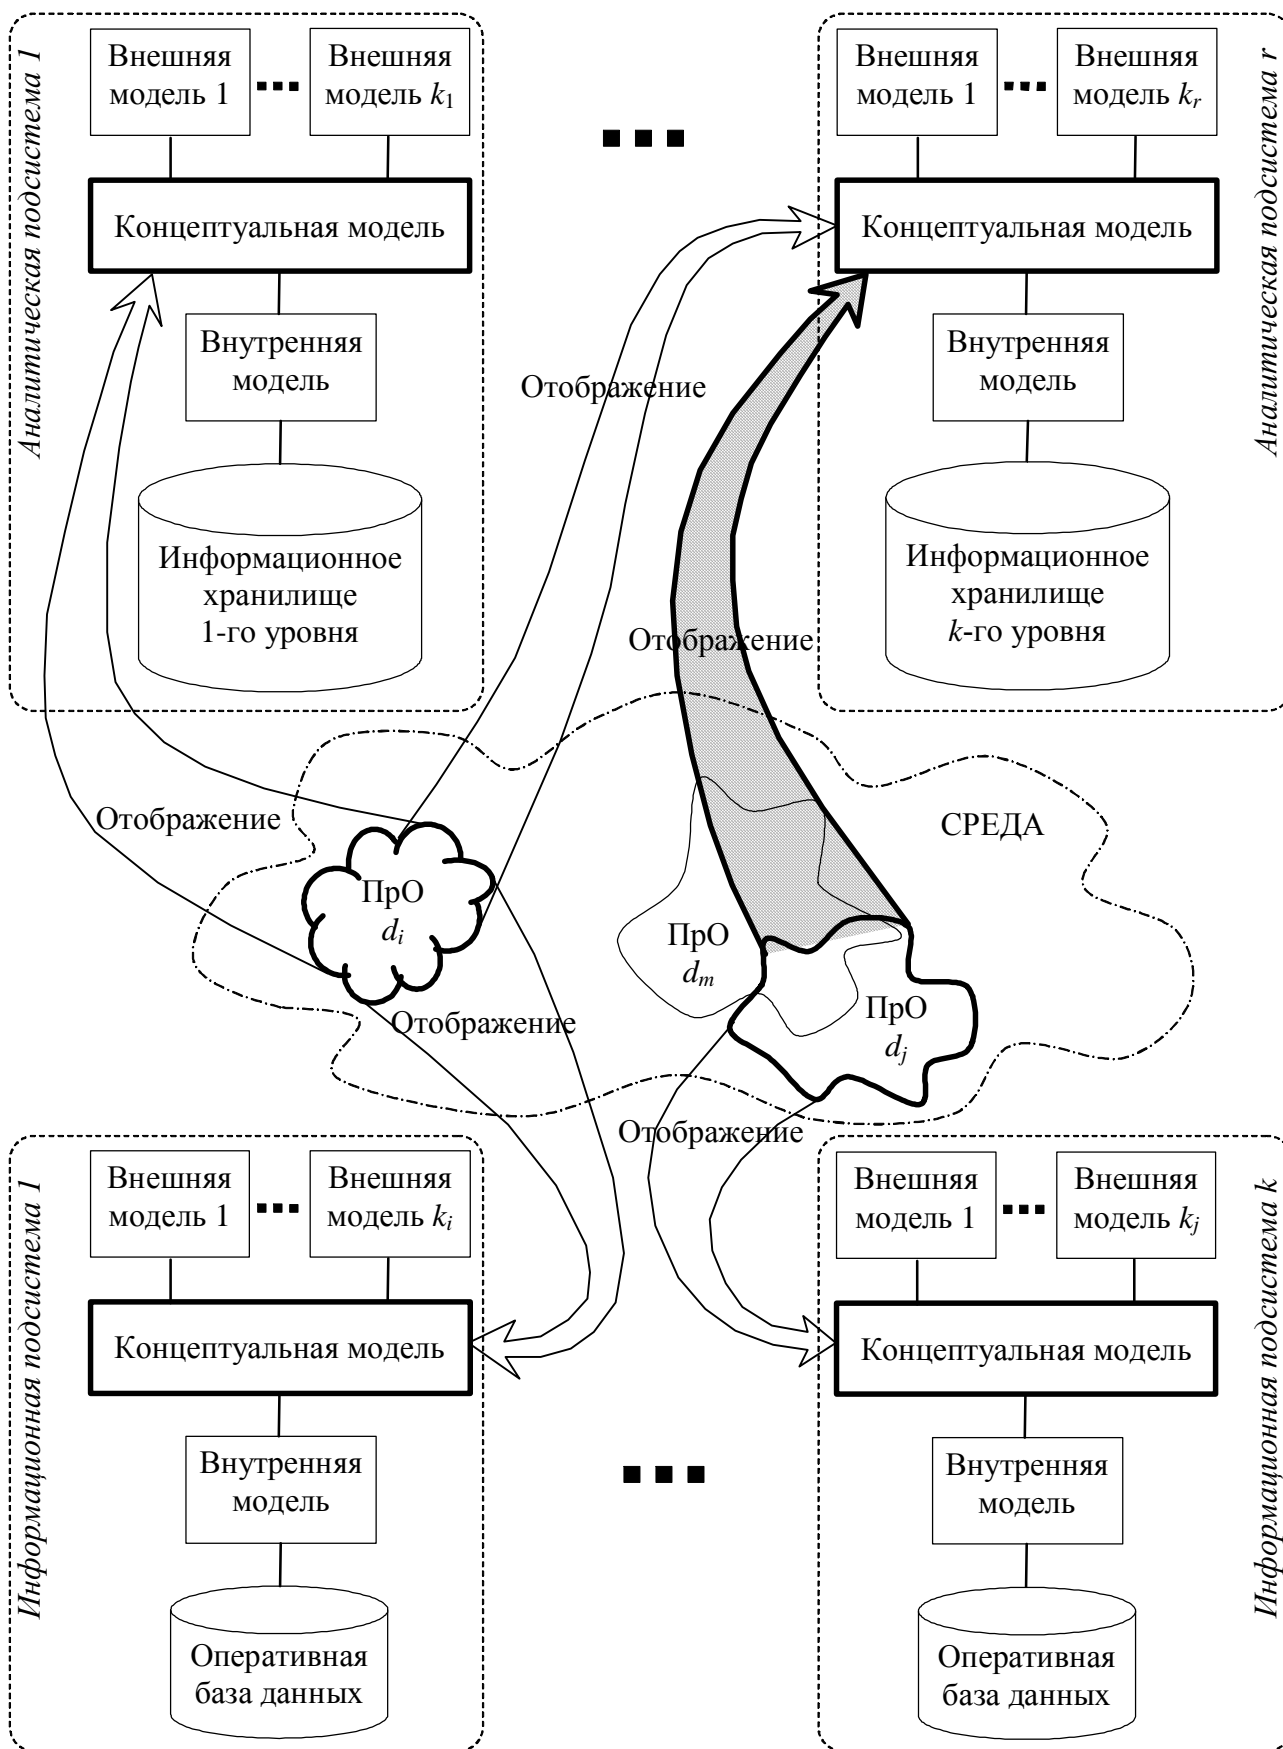 Аналитическая подсистема 1
Внешняя
модель 1
Внешняя
модель k₁
Концептуальная модель
Внутренняя
модель
Информационное
хранилище
1-го уровня
Внешняя
модель 1
Внешняя
модель kᵣ
Концептуальная модель
Внутренняя
модель
Информационное
хранилище
k-го уровня
Аналитическая подсистема r
Отображение
Отображение
Отображение
СРЕДА
ПрО
dᵢ
ПрО
dₘ
ПрО
dⱼ
Отображение
Отображение
Информационная подсистема 1
Внешняя
модель 1
Внешняя
модель kᵢ
Концептуальная модель
Внутренняя
модель
Оперативная
база данных
Внешняя
модель 1
Внешняя
модель kⱼ
Концептуальная модель
Внутренняя
модель
Оперативная
база данных
Информационная подсистема k